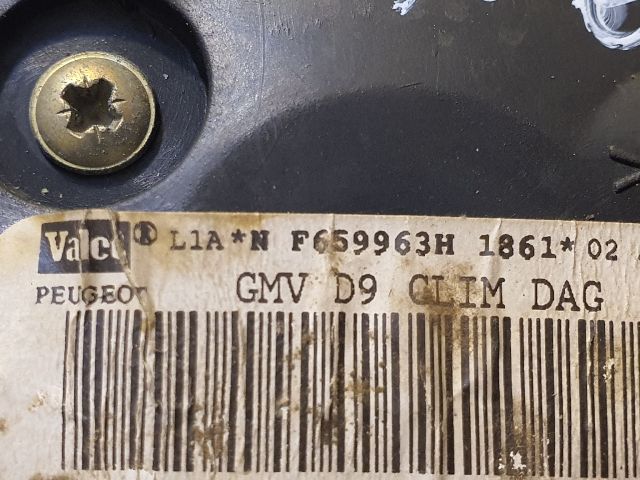 Valeo® L1A*N F659963H 1861* 02
PEUGEOT GMV D9 CLIM DAG